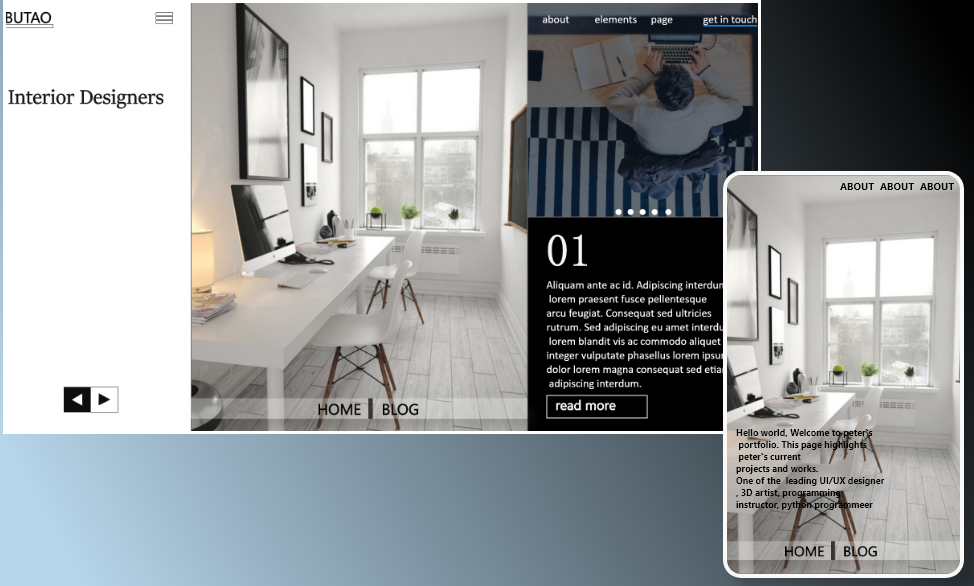 BUTAO
Interior Designers
about elements page get in touch
01
Aliquam ante ac id. Adipiscing interdum
lorem praesent fusce pellentesque
arcu feugiat. Consequat sed ultricies
rutrum. Sed adipiscing eu amet interdu
lorem blandit vis ac commodo aliquet
integer vulputate phasellus lorem ipsum
dolor lorem magna consequat sed etiam
adipiscing interdum.
read more
HOME BLOG
ABOUT ABOUT ABOUT
Hello world, Welcome to peter's
portfolio. This page highlights
peter`s current
projects and works.
One of the leading UI/UX designer
, 3D artist, programming
instructor, python programmeer
HOME BLOG